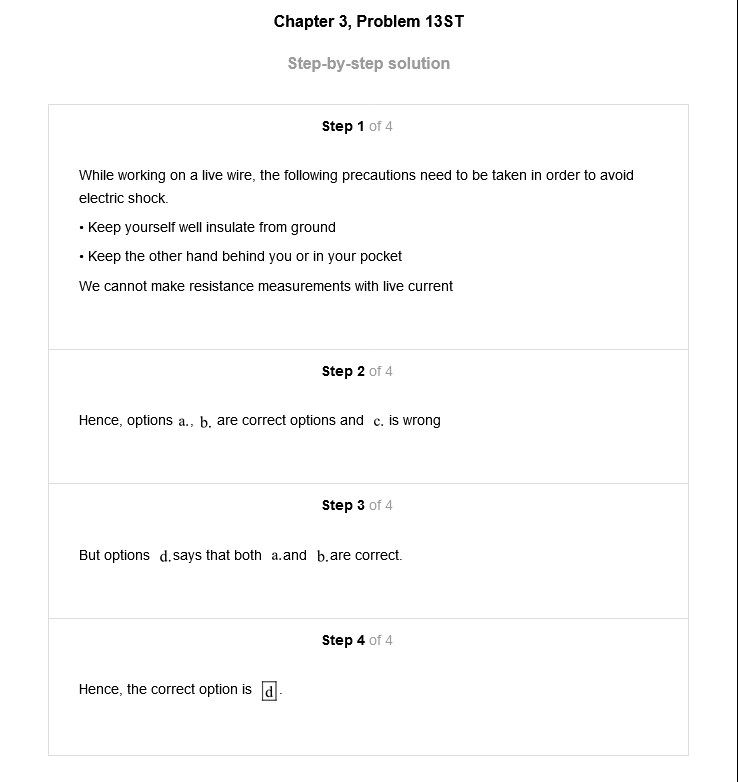 Chapter 3, Problem 13ST
Step-by-step solution
Step 1 of 4
While working on a live wire, the following precautions need to be taken in order to avoid
electric shock.
• Keep yourself well insulate from ground
• Keep the other hand behind you or in your pocket
We cannot make resistance measurements with live current
Step 2 of 4
Hence, options a., b. are correct options and c. is wrong
Step 3 of 4
But options d. says that both a. and b. are correct.
Step 4 of 4
Hence, the correct option is d.